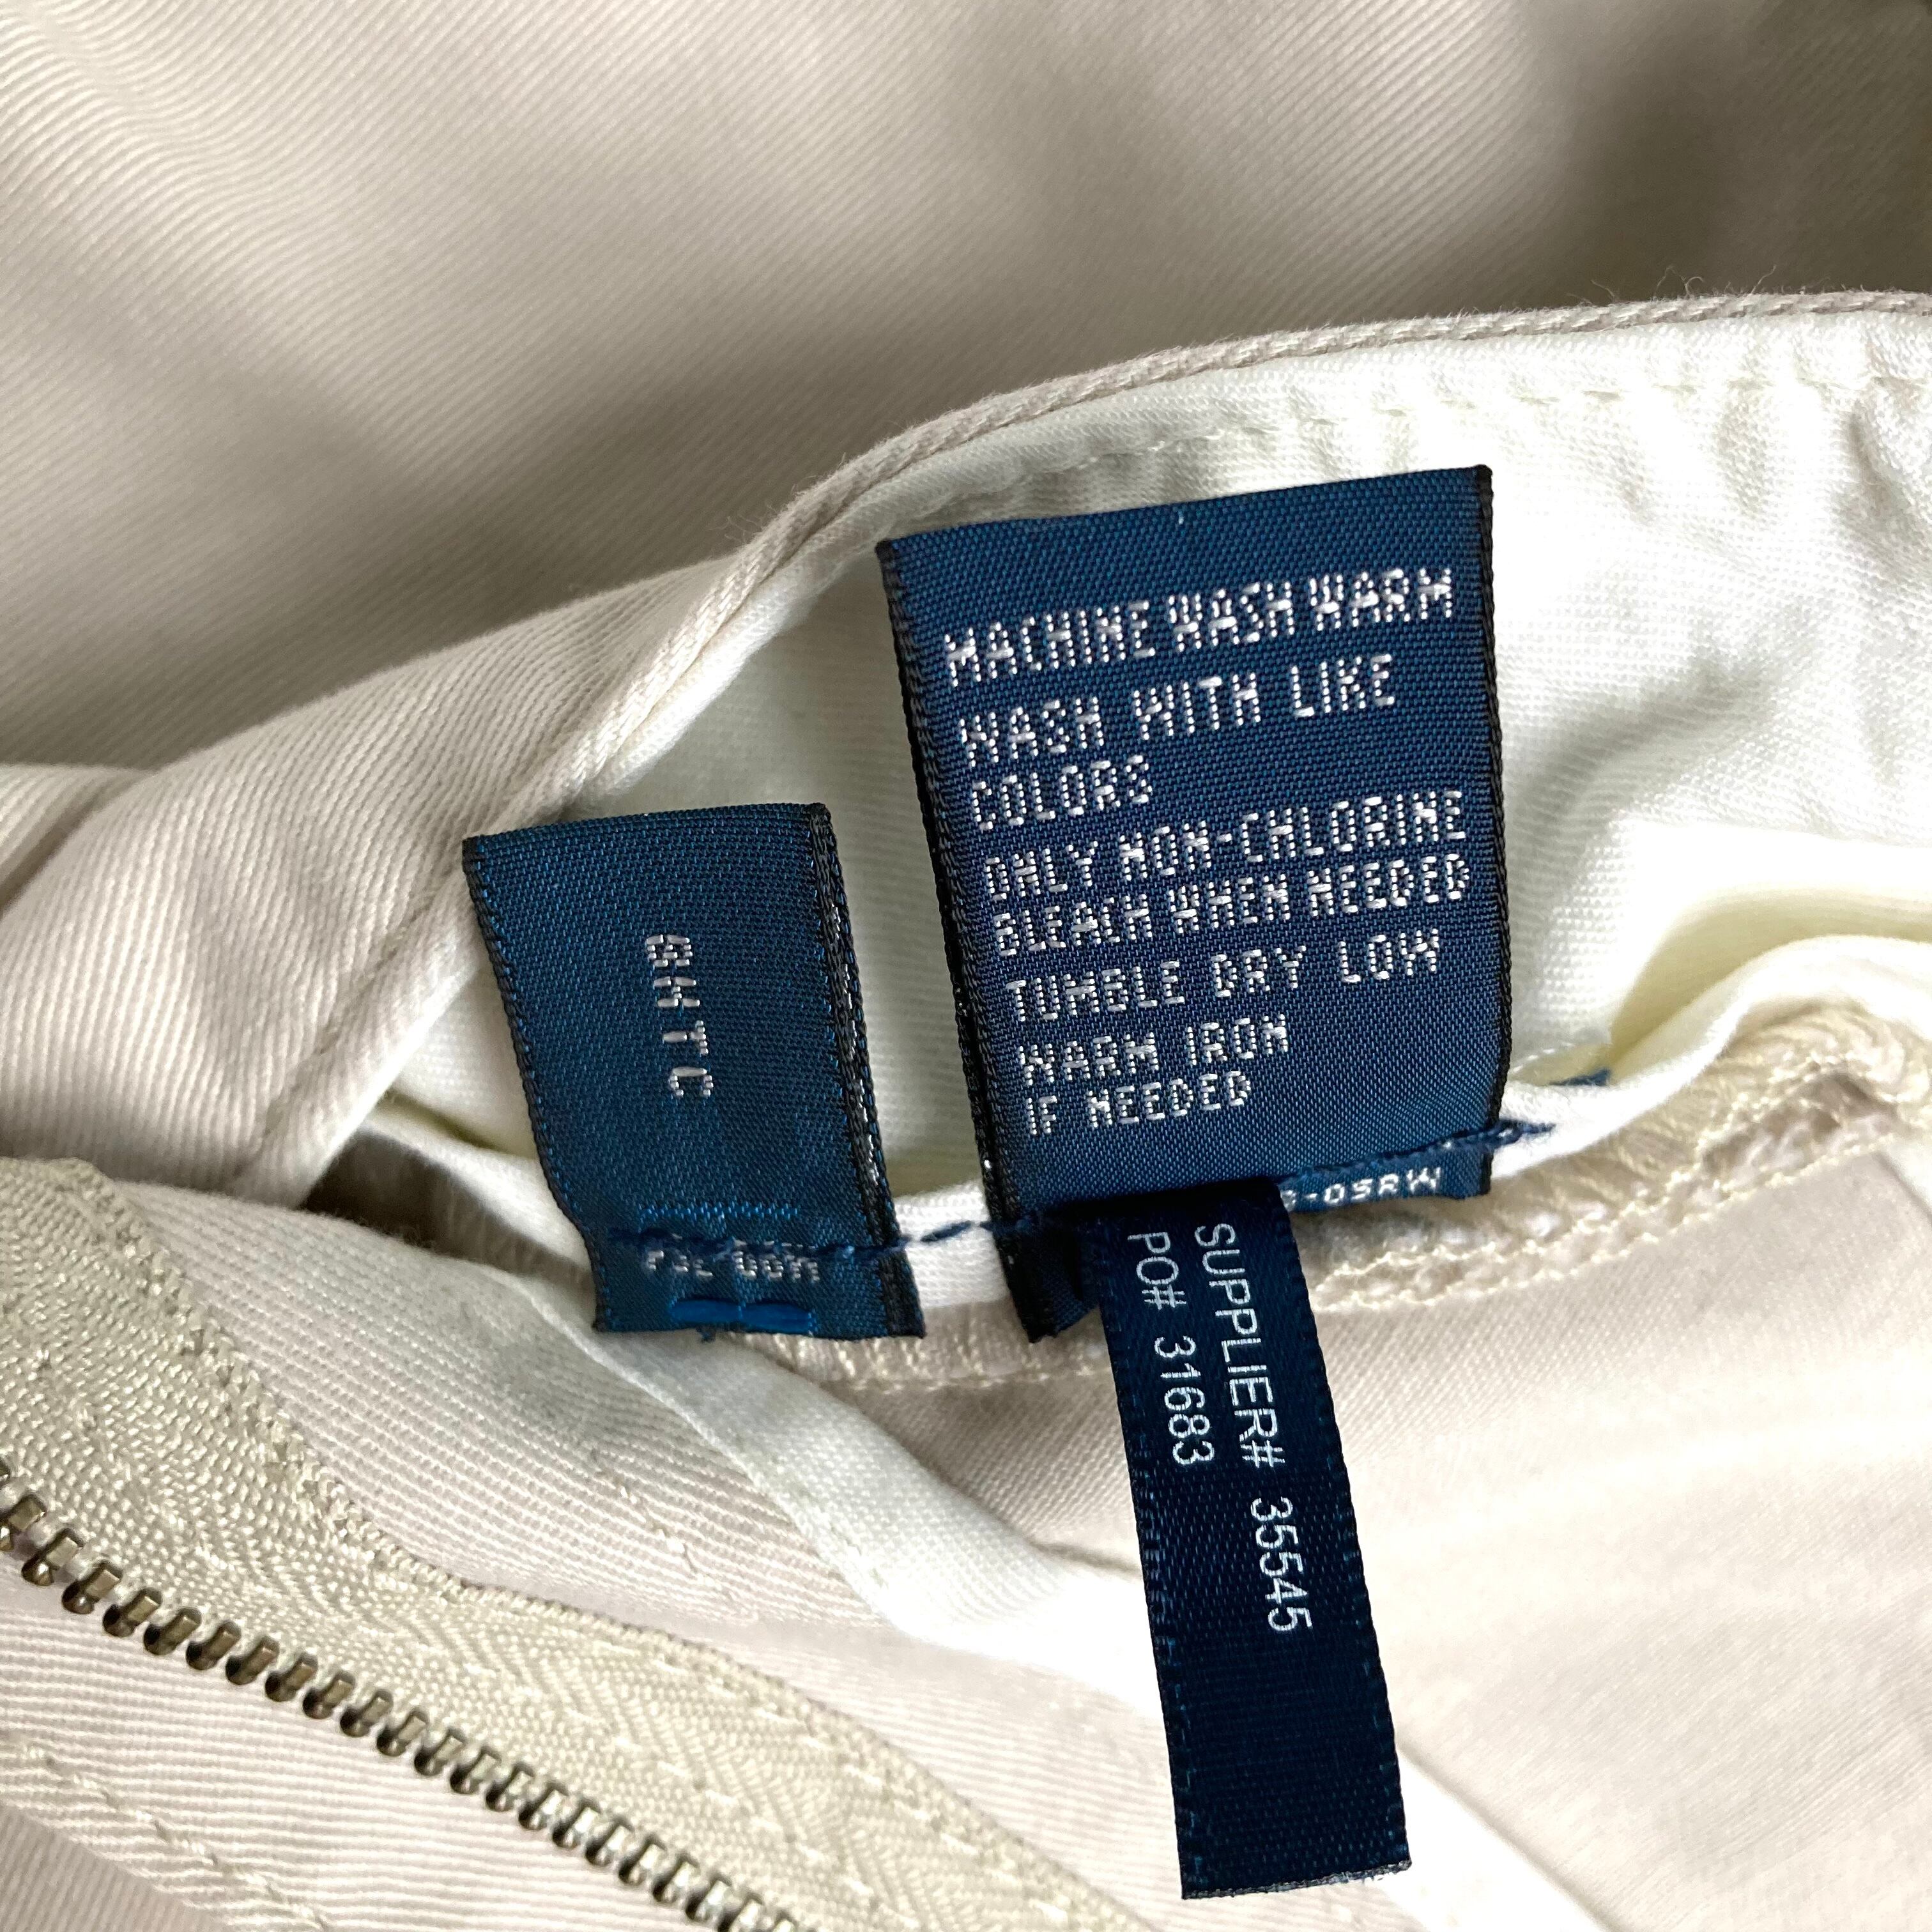 GHTC
MACHINE WASH WARM
WASH WITH LIKE
COLORS
ONLY NON-CHLORINE
BLEACH WHEN NEEDED
TUMBLE DRY LOW
WARM IRON
IF NEEDED
SUPPLIER# 35545
PO# 31683